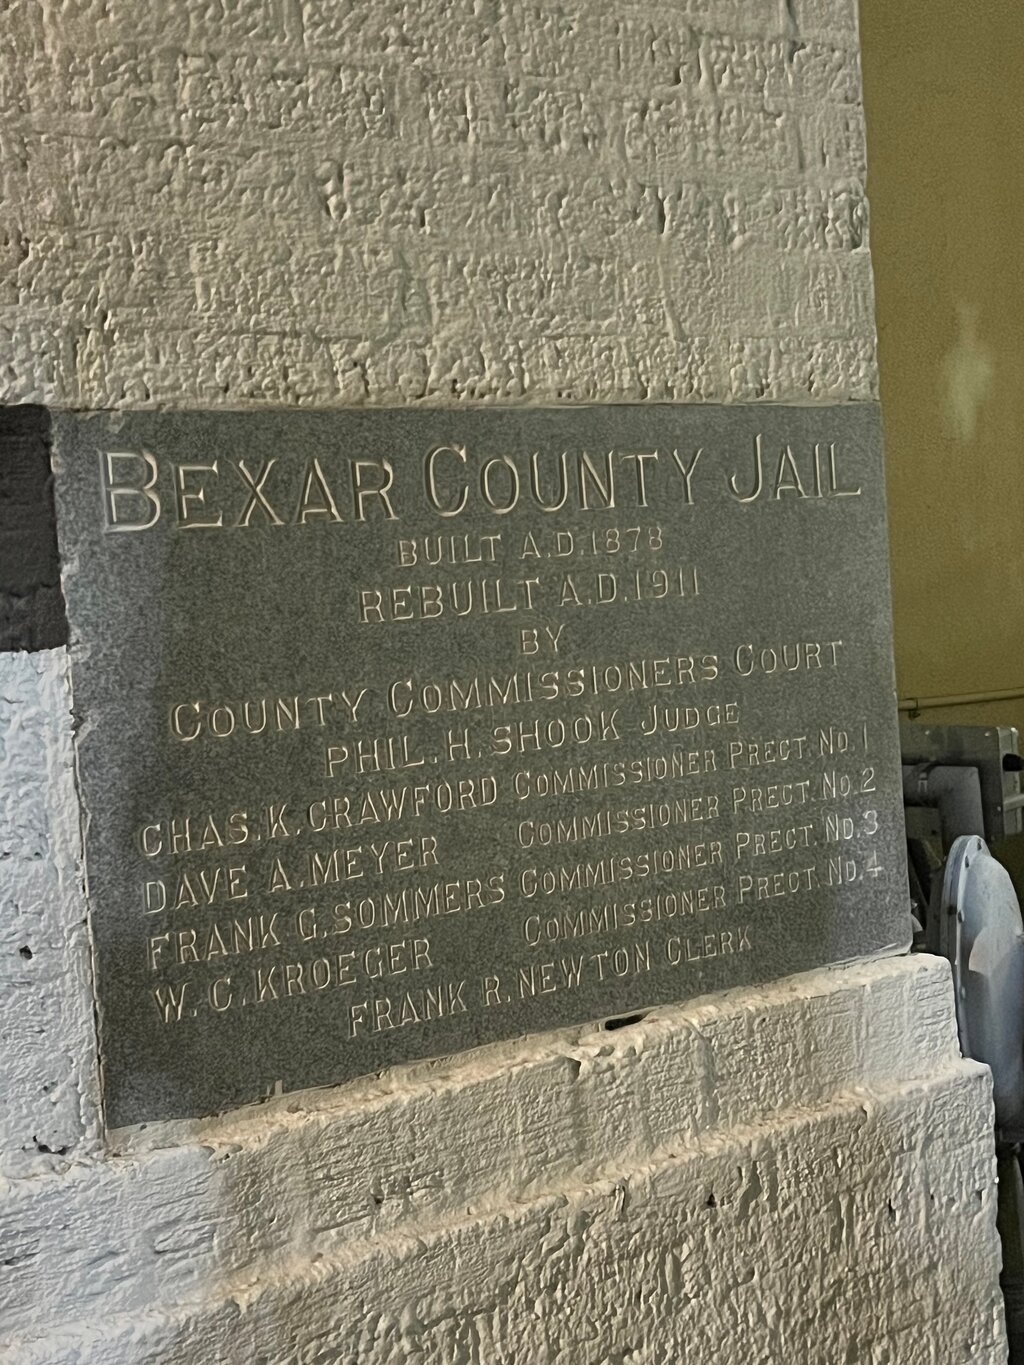 BEXAR COUNTY JAIL
BUILT A.D. 1878
REBUILT A.D. 1911
BY
COUNTY COMMISSIONERS COURT
PHIL. H. SHOOK JUDGE
CHAS. K. CRAWFORD COMMISSIONER PRECT. NO. 1
DAVE A. MEYER COMMISSIONER PRECT. NO. 2
FRANK G. SOMMERS COMMISSIONER PRECT. NO. 3
W. C. KROEGER COMMISSIONER PRECT. NO. 4
FRANK R. NEWTON CLERK